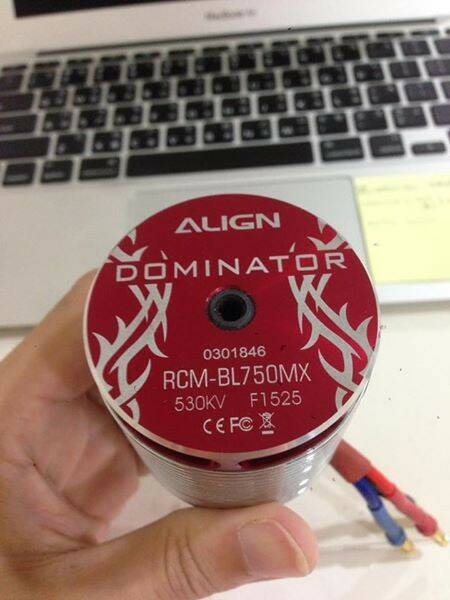 ALIGN
DOMINATOR
0301846
RCM-BL750MX
530KV F1525
CE FC